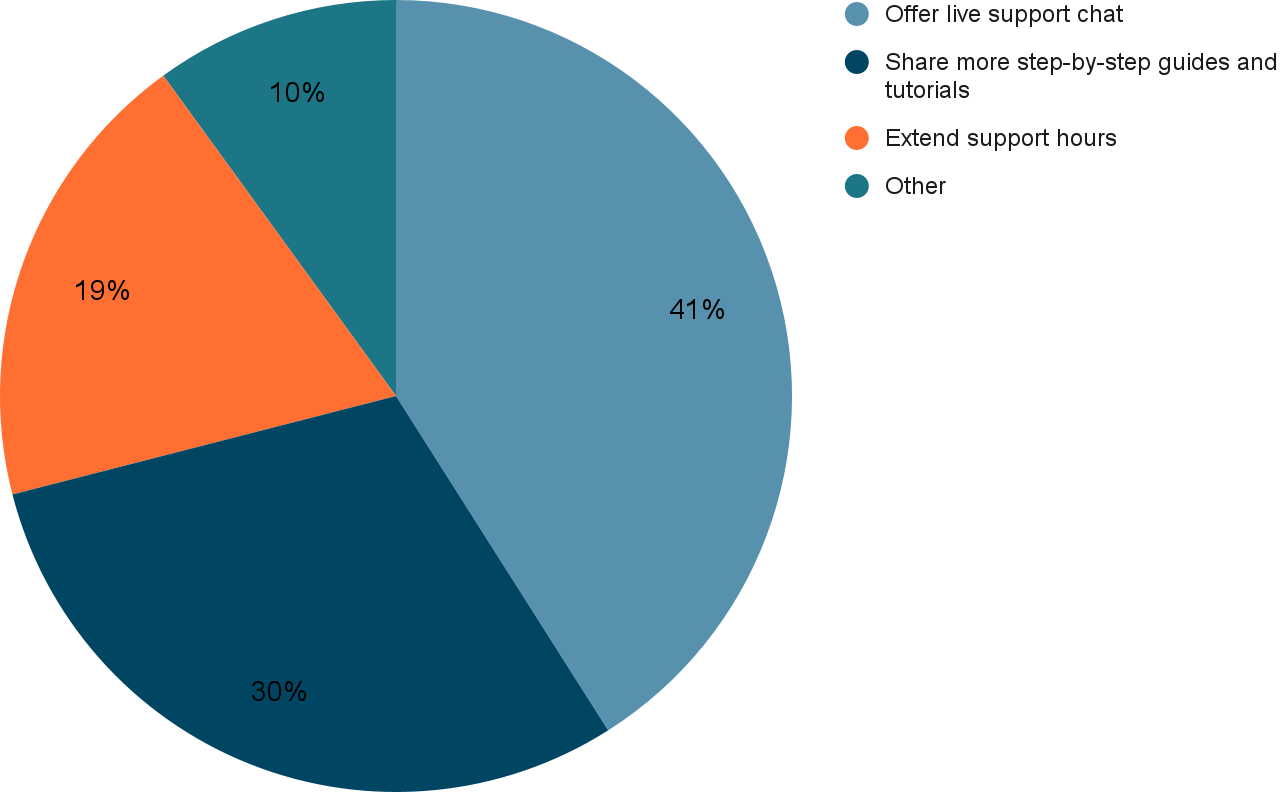 Offer live support chat
Share more step-by-step guides and
tutorials
Extend support hours
Other
10%
19%
41%
30%